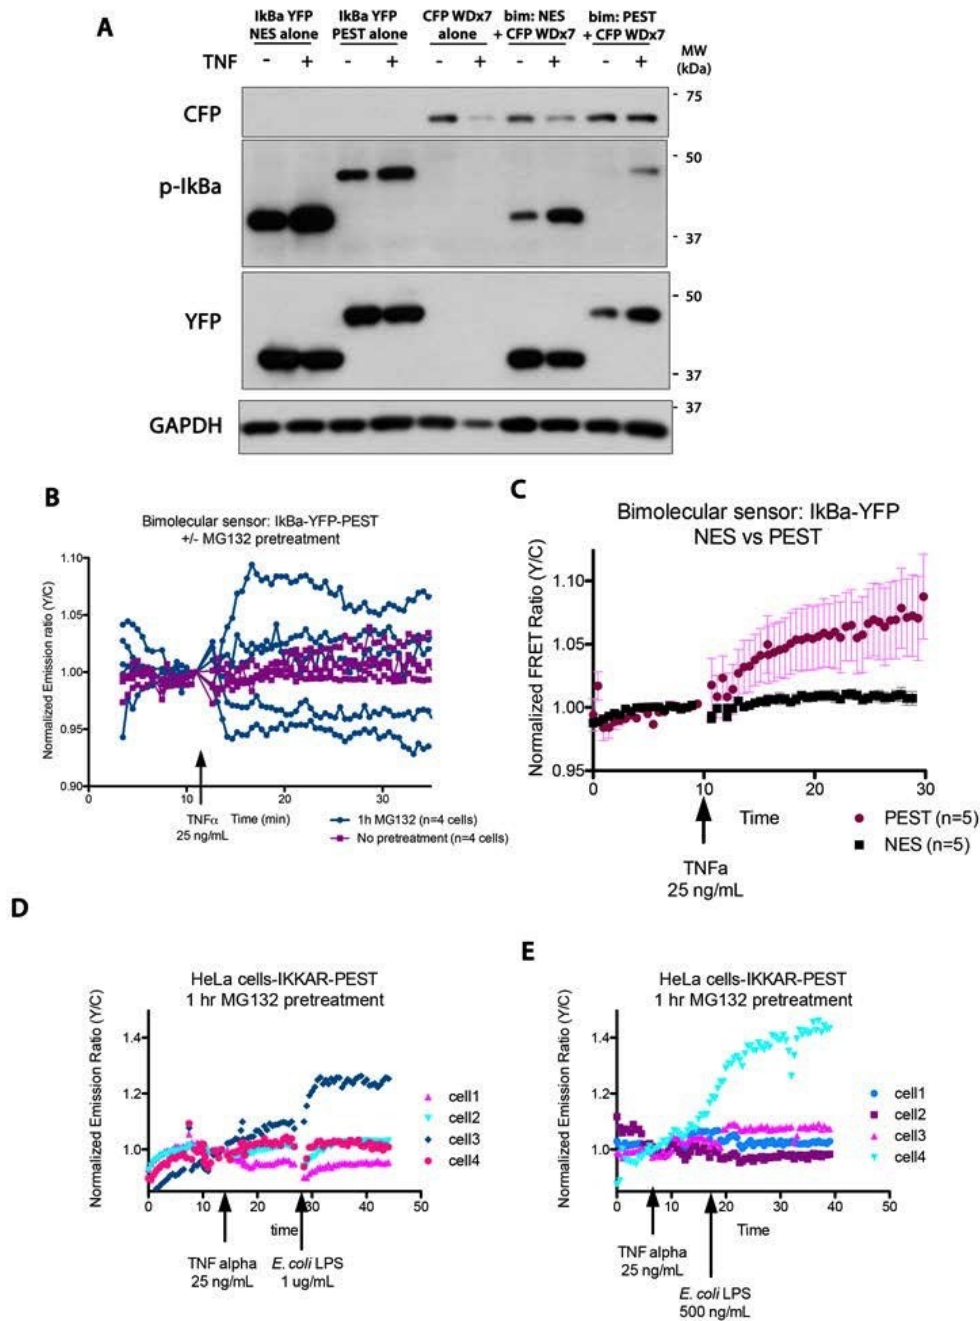 A
IkBa YFP IkBa YFP CFP WDx7 bim: NES bim: PEST
NES alone PEST alone alone + CFP WDx7 + CFP WDx7
MW
(kDa)
TNF - + - + - + - + - +
CFP
- 75
p-IkBa
- 50
- 37
YFP
- 50
- 37
GAPDH
- 37
B
Bimolecular sensor: IkBa-YFP-PEST
+/- MG132 pretreatment
Normalized Emission ratio (Y/C)
1.10
1.05
1.00
0.95
0.90
0 10 20 30
TNFα
25 ng/mL
Time (min)
1h MG132 (n=4 cells)
No pretreatment (n=4 cells)
C
Bimolecular sensor: IkBa-YFP
NES vs PEST
Normalized FRET Ratio (Y/C)
1.10
1.05
1.00
0.95
0 10 20 30
Time
TNFa
25 ng/mL
PEST (n=5)
NES (n=5)
D
HeLa cells-IKKAR-PEST
1 hr MG132 pretreatment
Normalized Emission Ratio (Y/C)
1.4
1.2
1.0
0 10 20 30 40 50
time
TNF alpha
25 ng/mL
E. coli LPS
1 ug/mL
cell1
cell2
cell3
cell4
E
HeLa cells-IKKAR-PEST
1 hr MG132 pretreatment
Normalized Emission Ratio (Y/C)
1.4
1.2
1.0
0 10 20 30 40 50
Time
TNF alpha
25 ng/mL
E. coli LPS
500 ng/mL
cell1
cell2
cell3
cell4